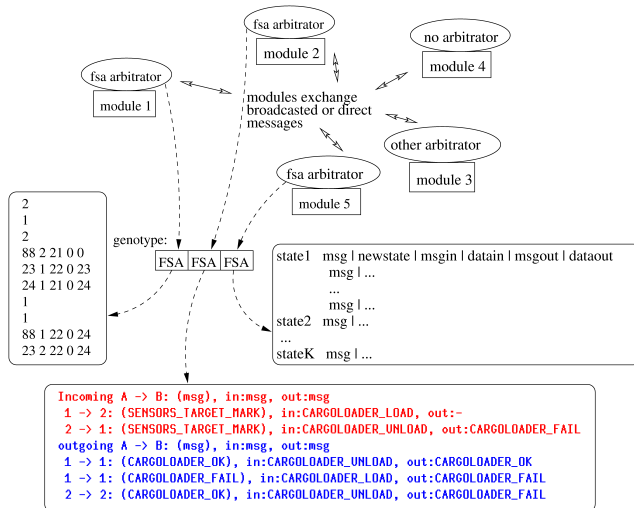 fsa arbitrator
module 2
no arbitrator
module 4
fsa arbitrator
module 1
modules exchange
broadcasted or direct
messages
other arbitrator
module 3
fsa arbitrator
module 5
2
1
2
88 2 21 0 0
23 1 22 0 23
24 1 21 0 24
1
1
88 1 22 0 24
23 2 22 0 24
genotype:
FSA FSA FSA
state1 msg | newstate | msgin | datain | msgout | dataout
msg | ...
...
msg | ...
state2 msg | ...
...
stateK msg | ...
Incoming A -> B: (msg), in:msg, out:msg
1 -> 2: (SENSORS_TARGET_MARK), in:CARGOLOADER_LOAD, out:-
2 -> 1: (SENSORS_TARGET_MARK), in:CARGOLOADER_UNLOAD, out:CARGOLOADER_FAIL
outgoing A -> B: (msg), in:msg, out:msg
1 -> 1: (CARGOLOADER_OK), in:CARGOLOADER_UNLOAD, out:CARGOLOADER_OK
1 -> 1: (CARGOLOADER_FAIL), in:CARGOLOADER_LOAD, out:CARGOLOADER_FAIL
2 -> 2: (CARGOLOADER_OK), in:CARGOLOADER_UNLOAD, out:CARGOLOADER_FAIL